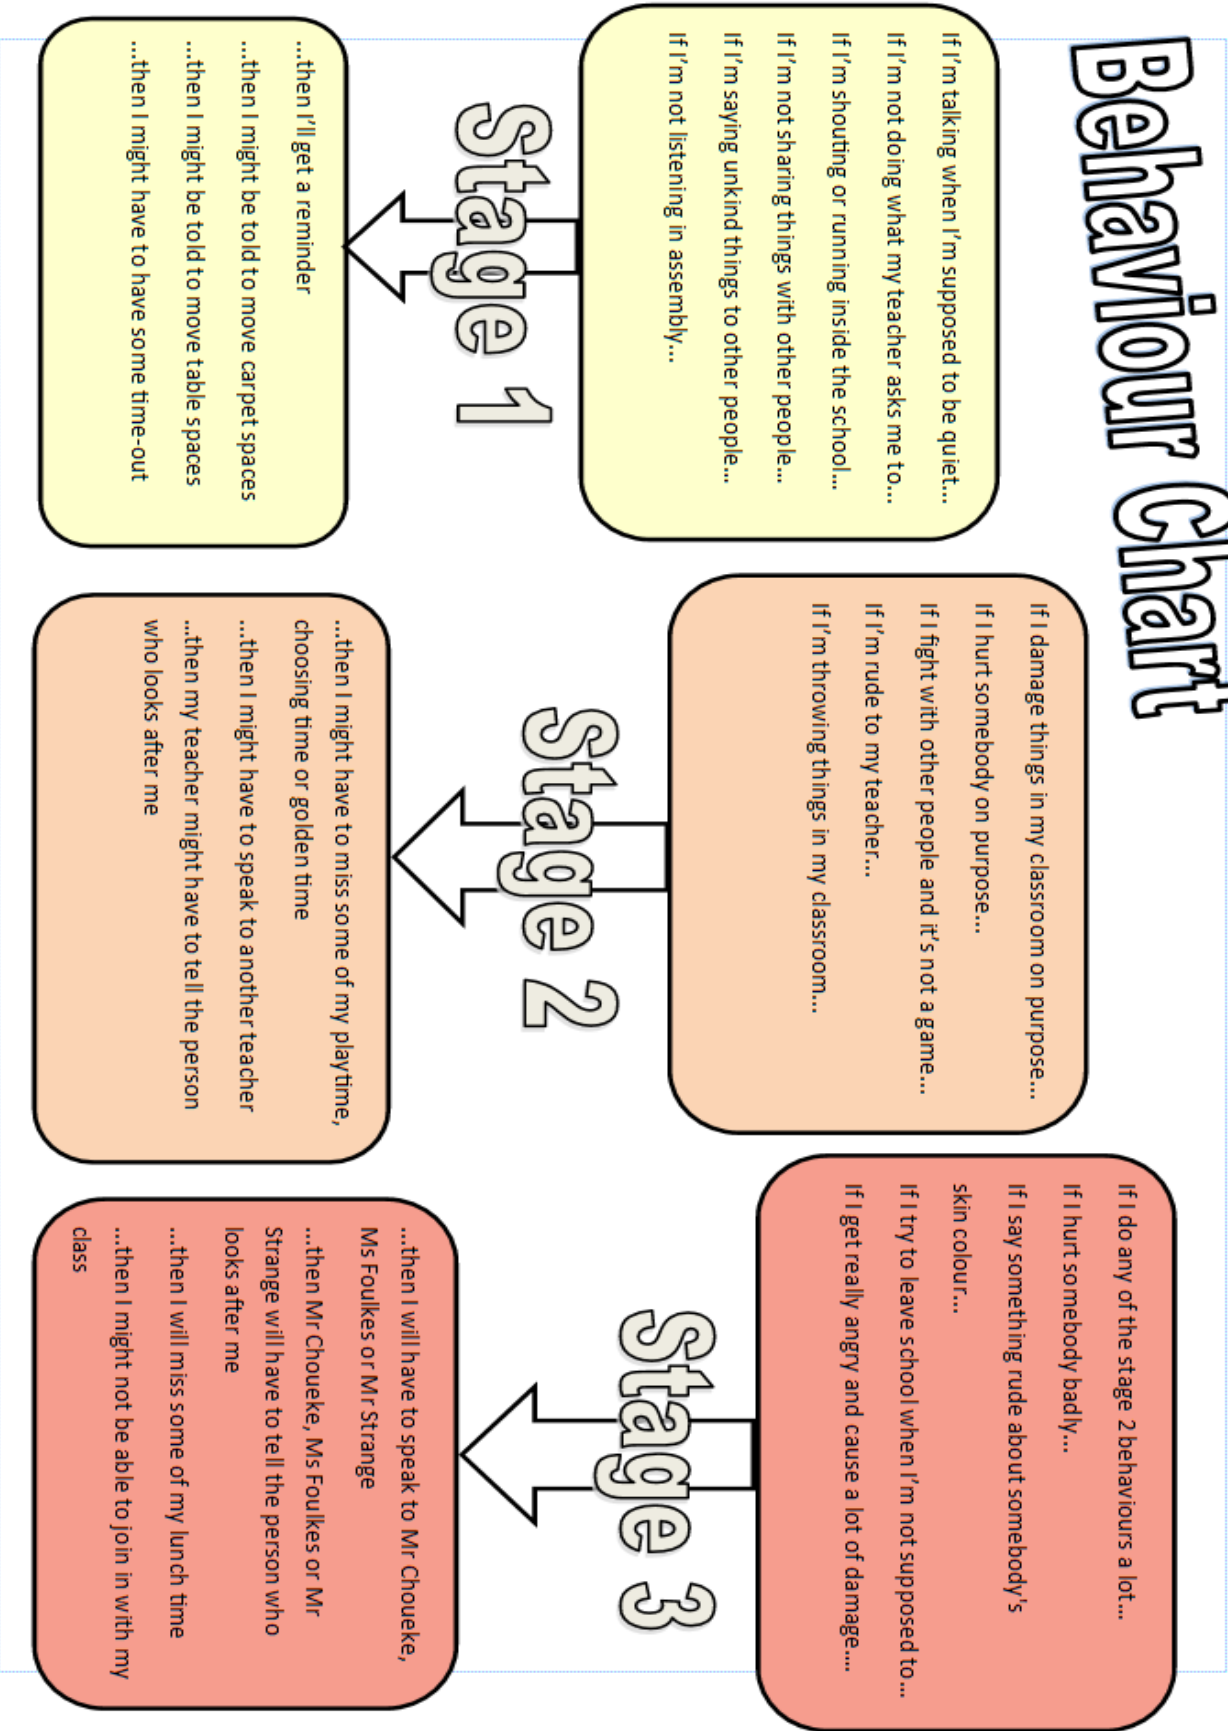 Behaviour Chart
If I'm talking when I'm supposed to be quiet...
If I'm not doing what my teacher asks me to...
If I'm shouting or running inside the school...
If I'm not sharing things with other people...
If I'm saying unkind things to other people...
If I'm not listening in assembly...
Stage 1
...then I'll get a reminder
...then I might be told to move carpet spaces
...then I might be told to move table spaces
...then I might have to have some time-out
If I damage things in my classroom on purpose...
If I hurt somebody on purpose...
If I fight with other people and it's not a game...
If I'm rude to my teacher...
If I'm throwing things in my classroom...
Stage 2
...then I might have to miss some of my playtime,
choosing time or golden time
...then I might have to speak to another teacher
...then my teacher might have to tell the person
who looks after me
If I do any of the stage 2 behaviours a lot...
If I hurt somebody badly...
If I say something rude about somebody's
skin colour...
If I try to leave school when I'm not supposed to...
If I get really angry and cause a lot of damage....
Stage 3
...then I will have to speak to Mr Choueke,
Ms Foulkes or Mr Strange
...then Mr Choueke, Ms Foulkes or Mr
Strange will have to tell the person who
looks after me
...then I will miss some of my lunch time
...then I might not be able to join in with my
class